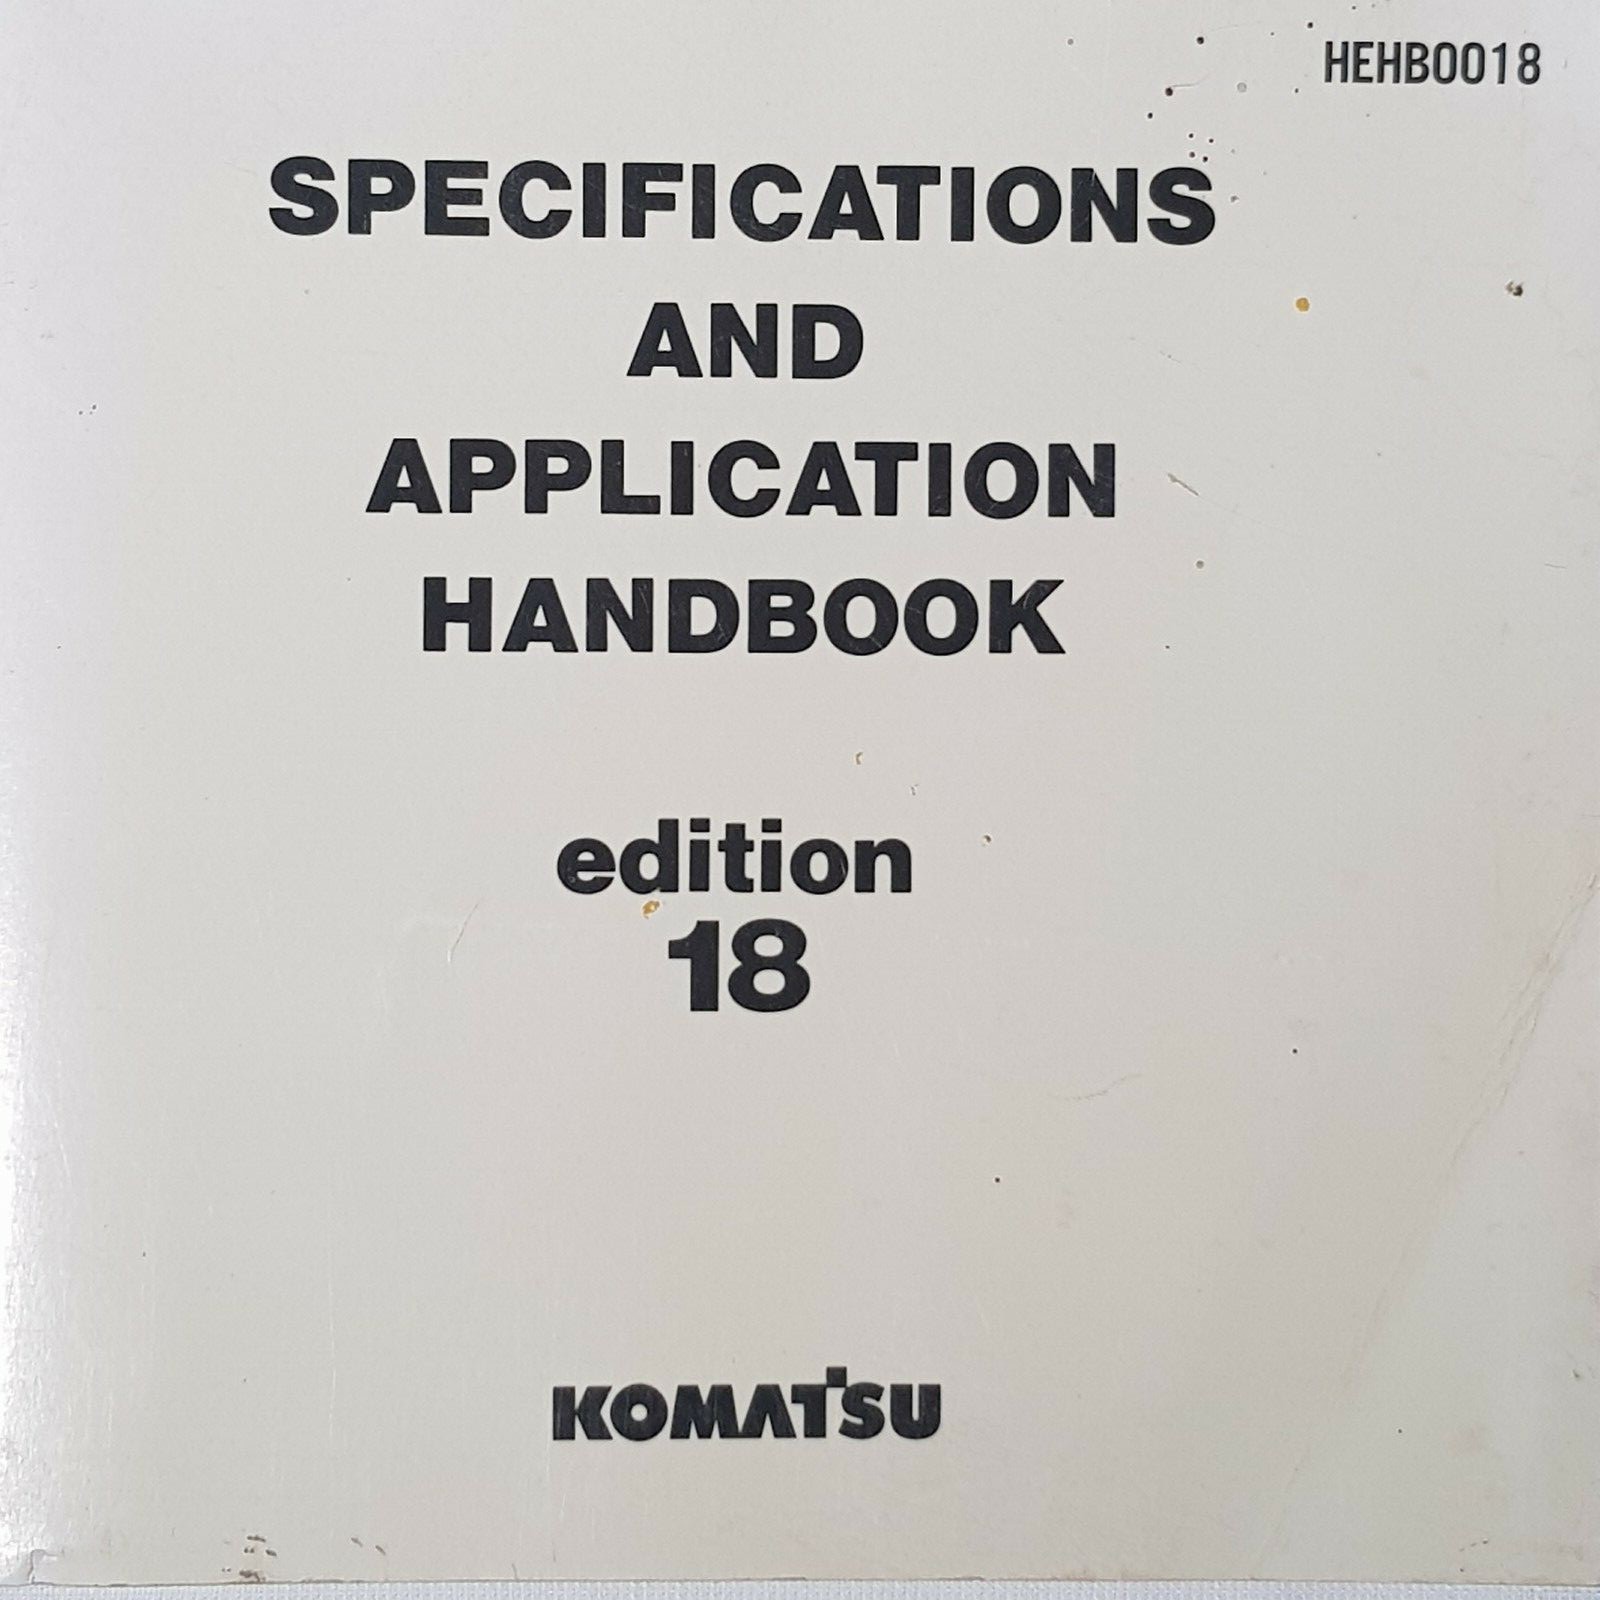 HEHB0018
SPECIFICATIONS
AND
APPLICATION
HANDBOOK
edition
18
KOMATSU